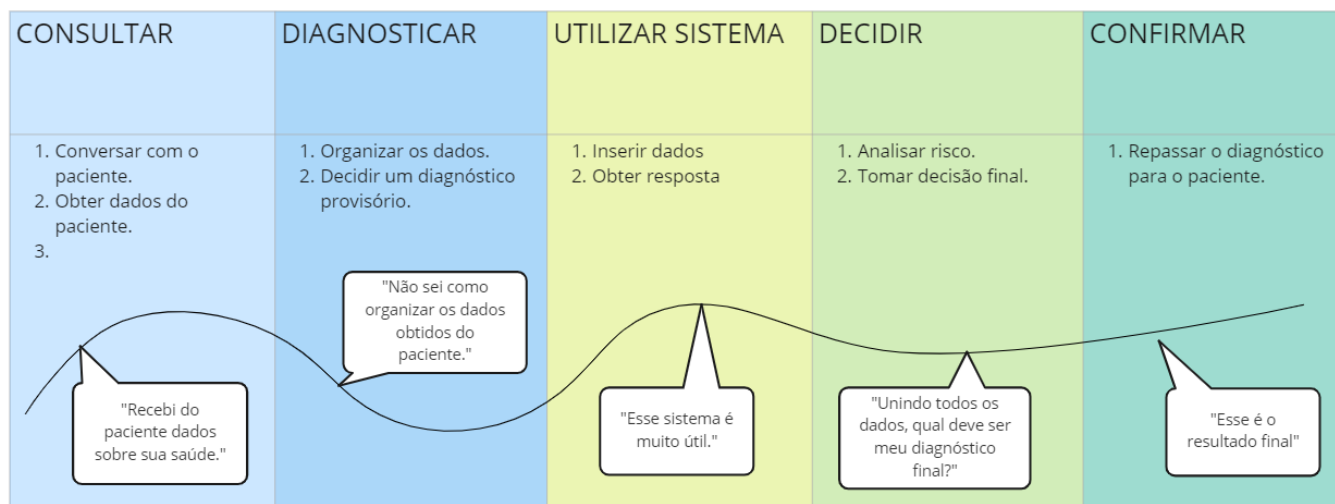 CONSULTAR
DIAGNOSTICAR
UTILIZAR SISTEMA
DECIDIR
CONFIRMAR
1. Conversar com o
paciente.
2. Obter dados do
paciente.
3.
1. Organizar os dados.
2. Decidir um diagnóstico
provisório.
1. Inserir dados
2. Obter resposta
1. Analisar risco.
2. Tomar decisão final.
1. Repassar o diagnóstico
para o paciente.
"Recebi do
paciente dados
sobre sua saúde."
"Não sei como
organizar os dados
obtidos do
paciente."
"Esse sistema é
muito útil."
"Unindo todos os
dados, qual deve ser
meu diagnóstico
final?"
"Esse é o
resultado final"